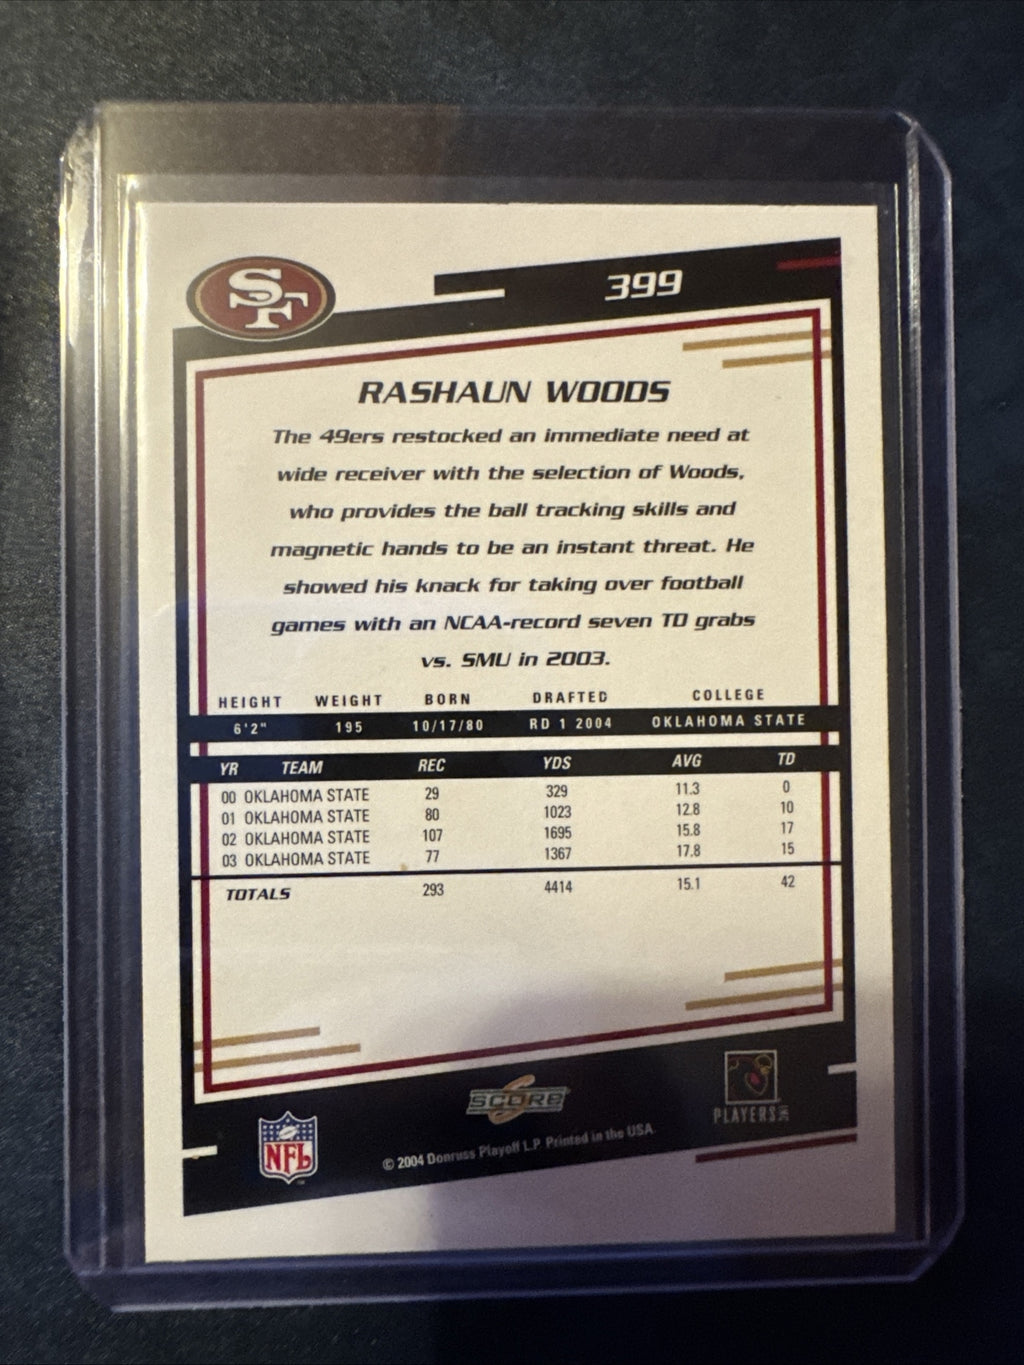 SF
399
RASHAUN WOODS
The 49ers restocked an immediate need at
wide receiver with the selection of Woods,
who provides the ball tracking skills and
magnetic hands to be an instant threat. He
showed his knack for taking over football
games with an NCAA-record seven TD grabs
vs. SMU in 2003.
HEIGHT WEIGHT BORN DRAFTED COLLEGE
6'2" 195 10/17/80 RD 1 2004 OKLAHOMA STATE
YR TEAM REC YDS AVG TD
00 OKLAHOMA STATE 29 329 11.3 0
01 OKLAHOMA STATE 80 1023 12.8 10
02 OKLAHOMA STATE 107 1695 15.8 17
03 OKLAHOMA STATE 77 1367 17.8 15
TOTALS 293 4414 15.1 42
SCORE
PLAYERS INC
NFL
© 2004 Donruss Playoff L.P. Printed in the USA.